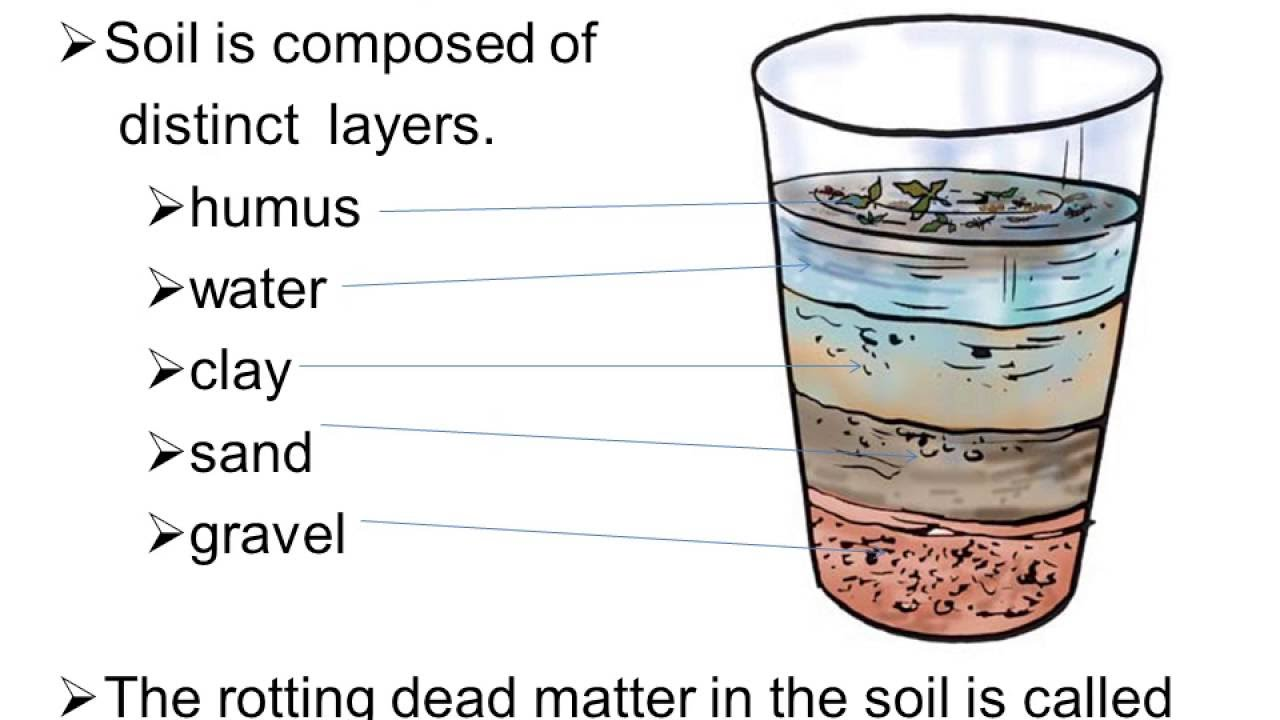 Soil is composed of
distinct layers.
humus
water
clay
sand
gravel
The rotting dead matter in the soil is called